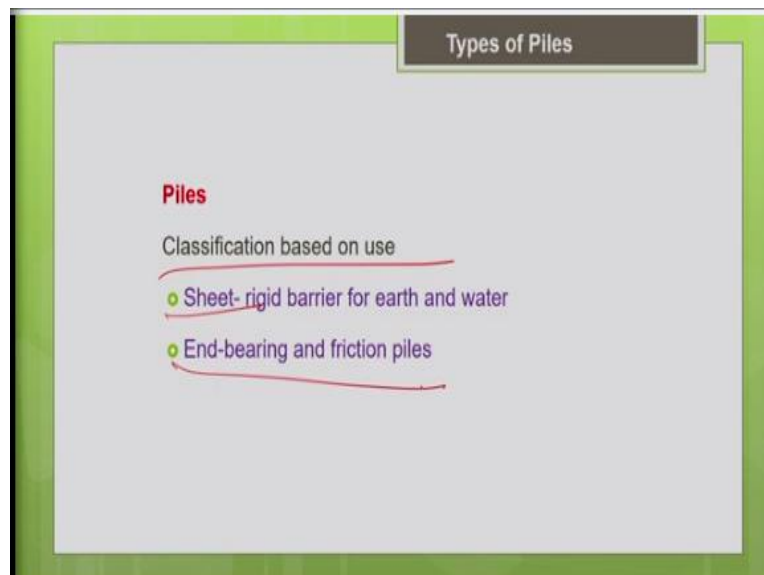 Types of Piles
Piles
Classification based on use
Sheet- rigid barrier for earth and water
End-bearing and friction piles